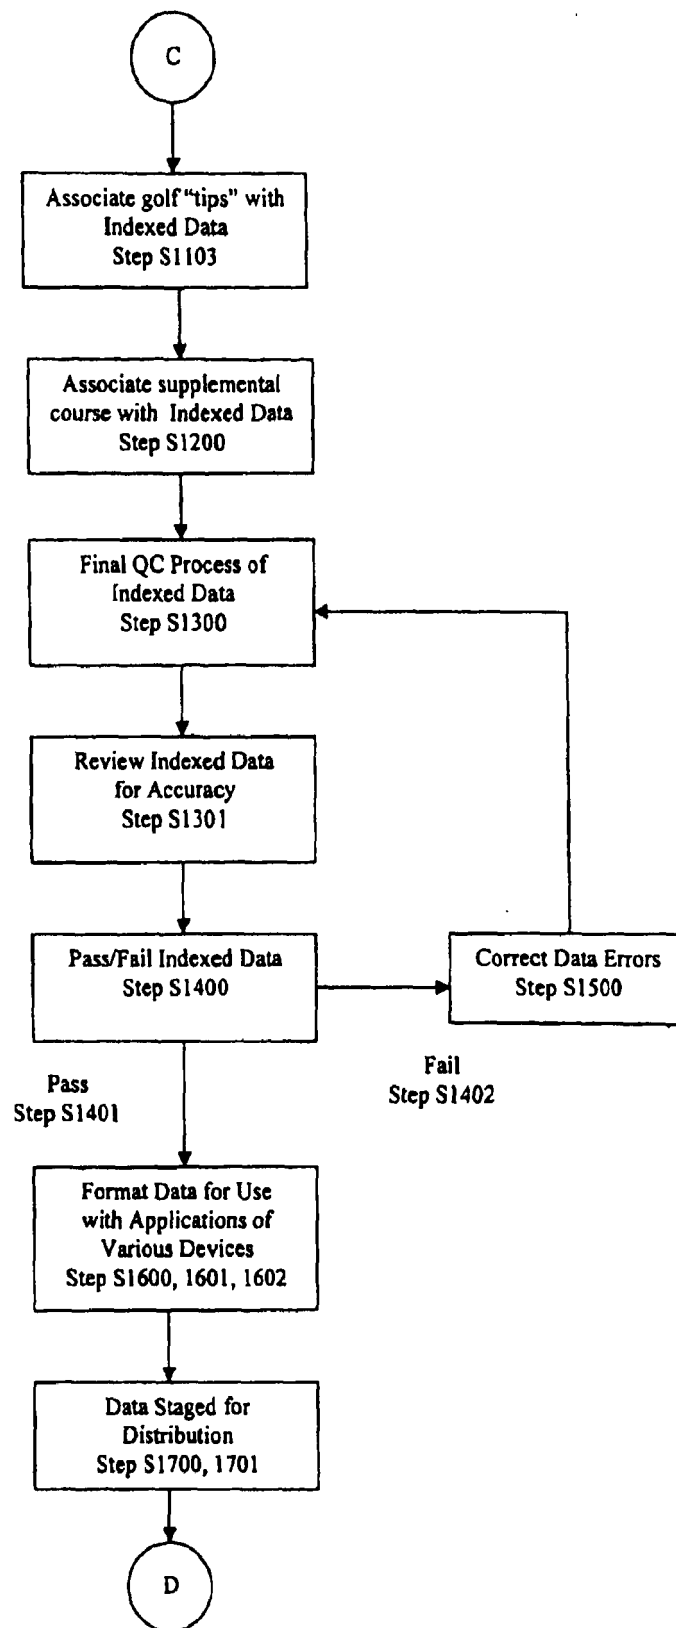 C
Associate golf "tips" with
Indexed Data
Step S1103
Associate supplemental
course with Indexed Data
Step S1200
Final QC Process of
Indexed Data
Step S1300
Review Indexed Data
for Accuracy
Step S1301
Pass/Fail Indexed Data
Step S1400
Correct Data Errors
Step S1500
Pass
Step S1401
Fail
Step S1402
Format Data for Use
with Applications of
Various Devices
Step S1600, 1601, 1602
Data Staged for
Distribution
Step S1700, 1701
D